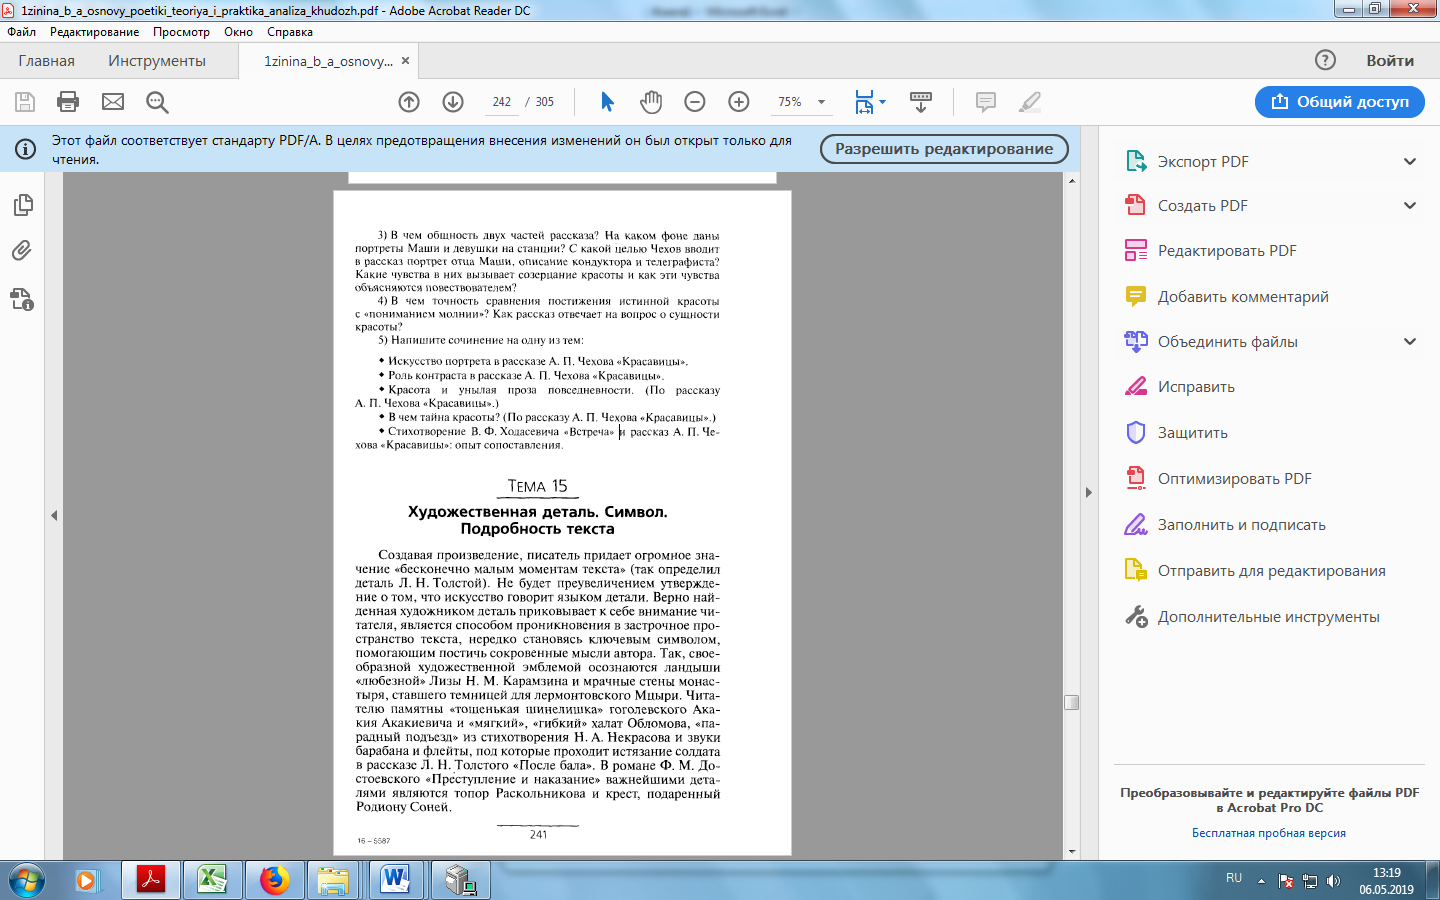 1zinina_b_a_osnovy_poetiki_teoriya_i_praktika_analiza_khudozh.pdf - Adobe Acrobat Reader DC
Файл Редактирование Просмотр Окно Справка
Главная Инструменты 1zinina_b_a_osnovy... × Войти
242 / 305 75% Общий доступ
Этот файл соответствует стандарту PDF/A. В целях предотвращения внесения изменений он был открыт только для
чтения.
Разрешить редактирование
3) В чем общность двух частей рассказа? На каком фоне даны
портреты Маши и девушки на станции? С какой целью Чехов вводит
в рассказ портрет отца Маши, описание кондуктора и телеграфиста?
Какие чувства в них вызывает созерцание красоты и как эти чувства
объясняются повествователем?
4) В чем точность сравнения постижения истинной красоты
с «пониманием молнии»? Как рассказ отвечает на вопрос о сущности
красоты?
5) Напишите сочинение на одну из тем:
• Искусство портрета в рассказе А. П. Чехова «Красавицы».
• Роль контраста в рассказе А. П. Чехова «Красавицы».
• Красота и унылая проза повседневности. (По рассказу
А. П. Чехова «Красавицы».)
• В чем тайна красоты? (По рассказу А. П. Чехова «Красавицы».)
• Стихотворение В. Ф. Ходасевича «Встреча» и рассказ А. П. Че-
хова «Красавицы»: опыт сопоставления.
ТЕМА 15
Художественная деталь. Символ.
Подробность текста
Создавая произведение, писатель придает огромное зна-
чение «бесконечно малым моментам текста» (так определил
деталь Л. Н. Толстой). Не будет преувеличением утвержде-
ние о том, что искусство говорит языком детали. Верно най-
денная художником деталь приковывает к себе внимание чи-
тателя, является способом проникновения в застрочное про-
странство текста, нередко становясь ключевым символом,
помогающим постичь сокровенные мысли автора. Так, свое-
образной художественной эмблемой осознаются ландыши
«любезной» Лизы Н. М. Карамзина и мрачные стены монас-
тыря, ставшего темницей для лермонтовского Мцыри. Чита-
телю памятны «тощенькая шинелишка» гоголевского Ака-
кия Акакиевича и «мягкий», «гибкий» халат Обломова, «па-
радный подъезд» из стихотворения Н. А. Некрасова и звуки
барабана и флейты, под которые проходит истязание солдата
в рассказе Л. Н. Толстого «После бала». В романе Ф. М. До-
стоевского «Преступление и наказание» важнейшими дета-
лями являются топор Раскольникова и крест, подаренный
Родиону Соней.
241
16 – 5587
Экспорт PDF
Создать PDF
Редактировать PDF
Добавить комментарий
Объединить файлы
Исправить
Защитить
Оптимизировать PDF
Заполнить и подписать
Отправить для редактирования
Дополнительные инструменты
Преобразовывайте и редактируйте файлы PDF
в Acrobat Pro DC
Бесплатная пробная версия
RU
13:19
06.05.2019